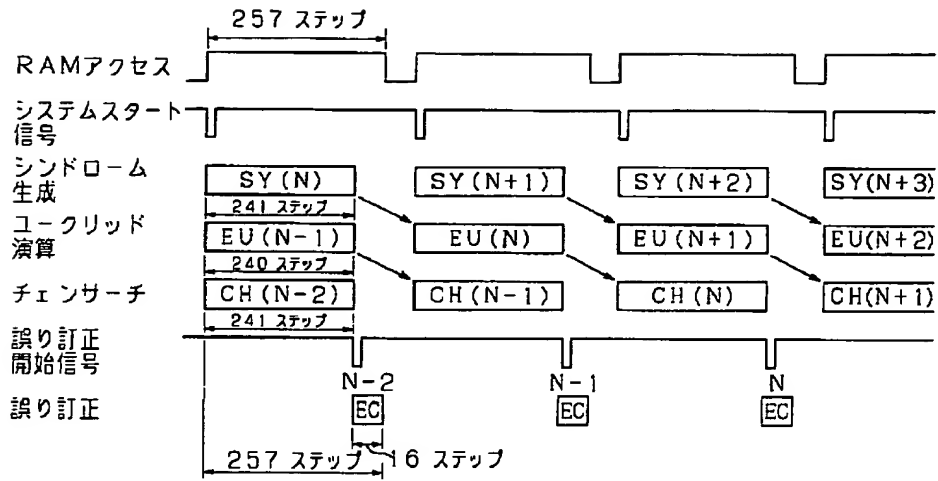 257 ステップ
RAMアクセス
システムスタート
信号
シンドローム
生成
SY(N)
SY(N+1)
SY(N+2)
SY(N+3)
241 ステップ
ユークリッド
演算
EU(N-1)
EU(N)
EU(N+1)
EU(N+2)
240 ステップ
チェンサーチ
CH(N-2)
CH(N-1)
CH(N)
CH(N+1)
241 ステップ
誤り訂正
開始信号
N-2
N-1
N
誤り訂正
EC
EC
EC
257 ステップ
16 ステップ